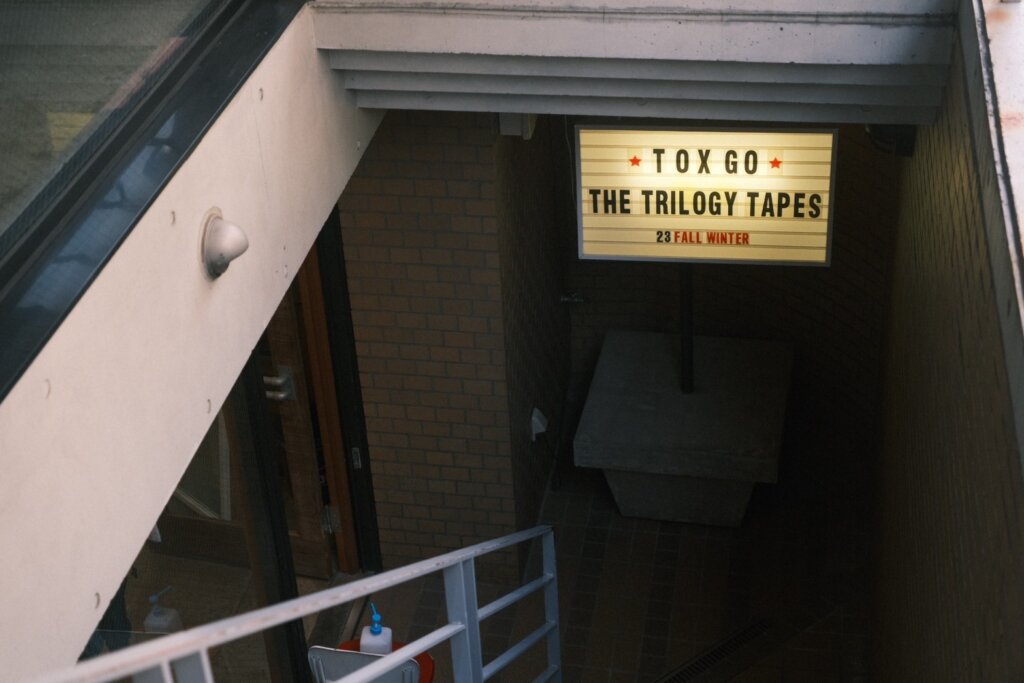 ★ TOX GO ★
THE TRILOGY TAPES
23 FALL WINTER